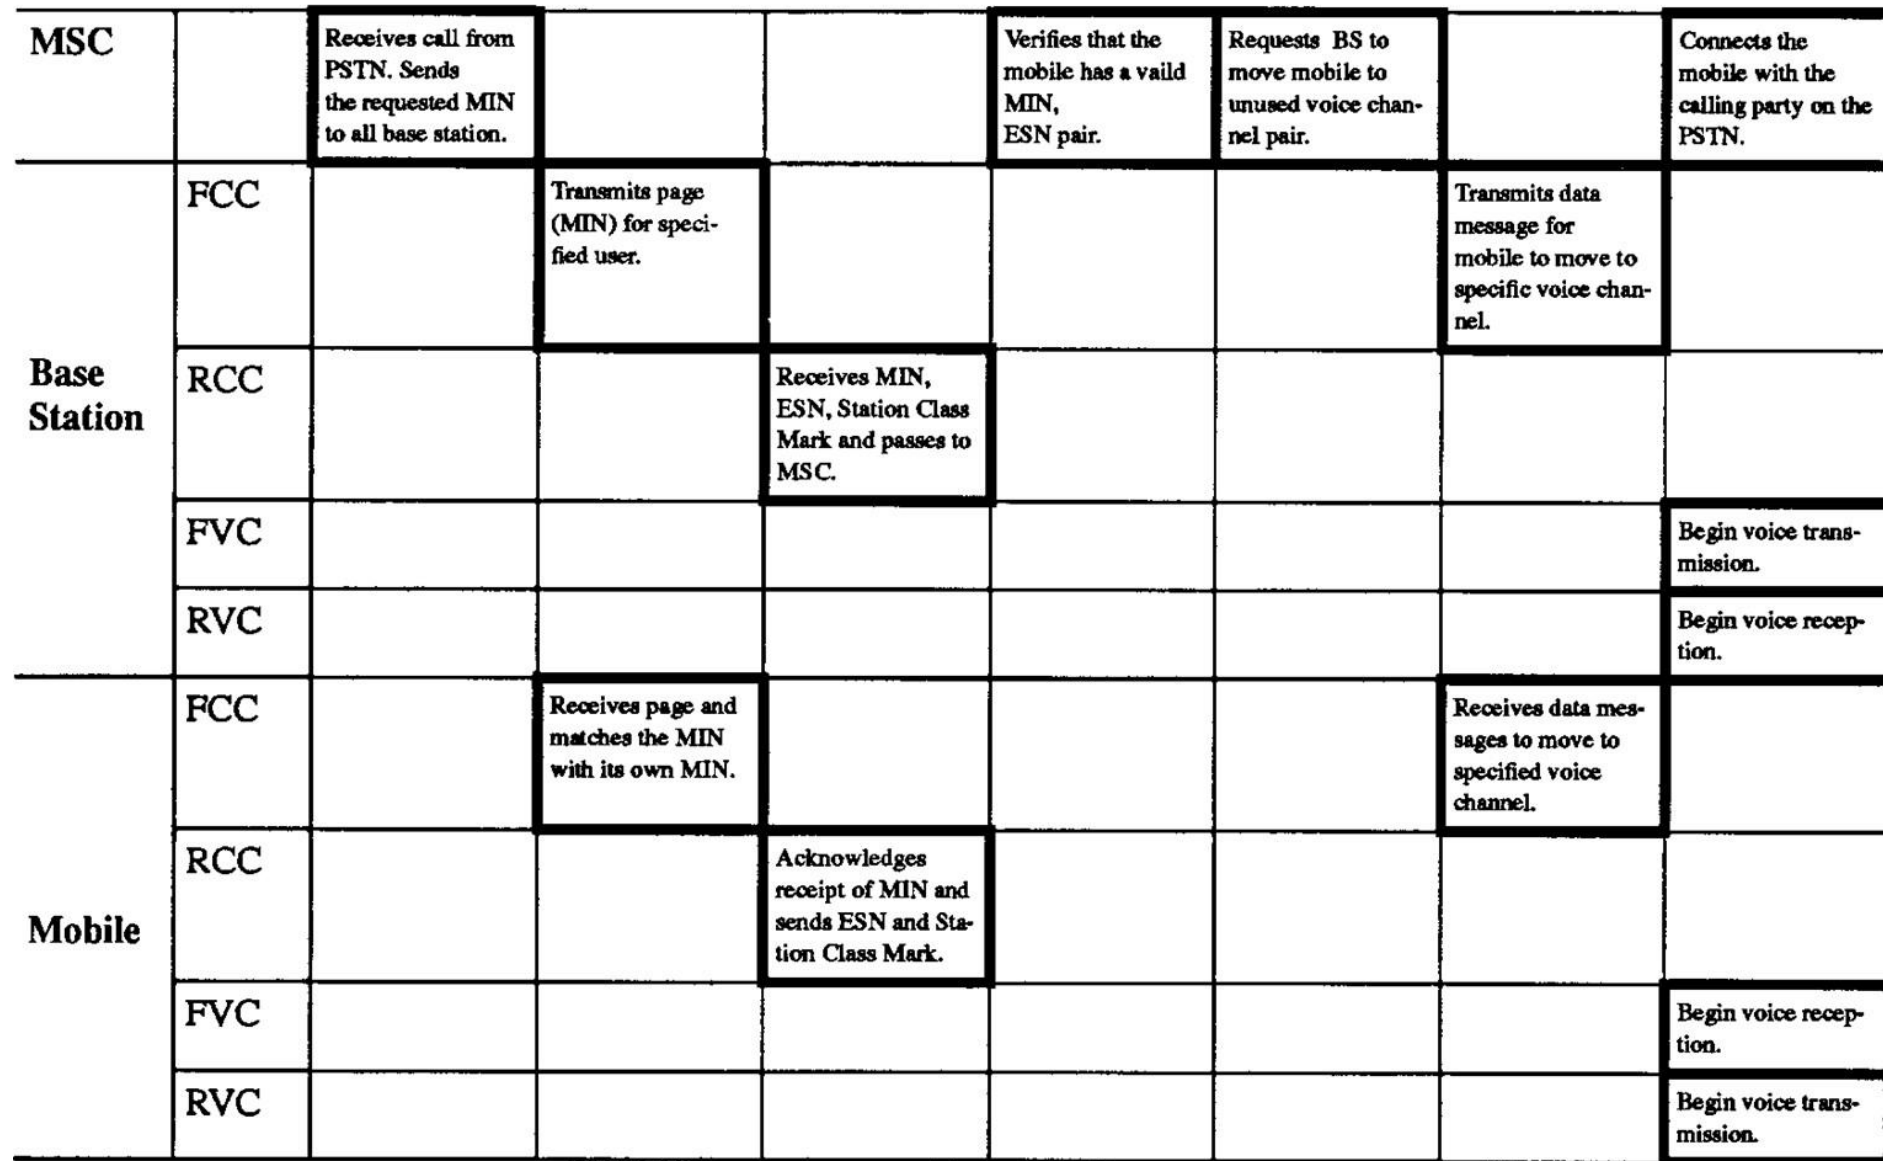 MSC
Receives call from
PSTN. Sends
the requested MIN
to all base station.
Verifies that the
mobile has a vaild
MIN,
ESN pair.
Requests BS to
move mobile to
unused voice chan-
nel pair.
Connects the
mobile with the
calling party on the
PSTN.
Base
Station
FCC
Transmits page
(MIN) for speci-
fied user.
Transmits data
message for
mobile to move to
specific voice chan-
nel.
RCC
Receives MIN,
ESN, Station Class
Mark and passes to
MSC.
FVC
Begin voice trans-
mission.
RVC
Begin voice recep-
tion.
Mobile
FCC
Receives page and
matches the MIN
with its own MIN.
Receives data mes-
sages to move to
specified voice
channel.
RCC
Acknowledges
receipt of MIN and
sends ESN and Sta-
tion Class Mark.
FVC
Begin voice recep-
tion.
RVC
Begin voice trans-
mission.